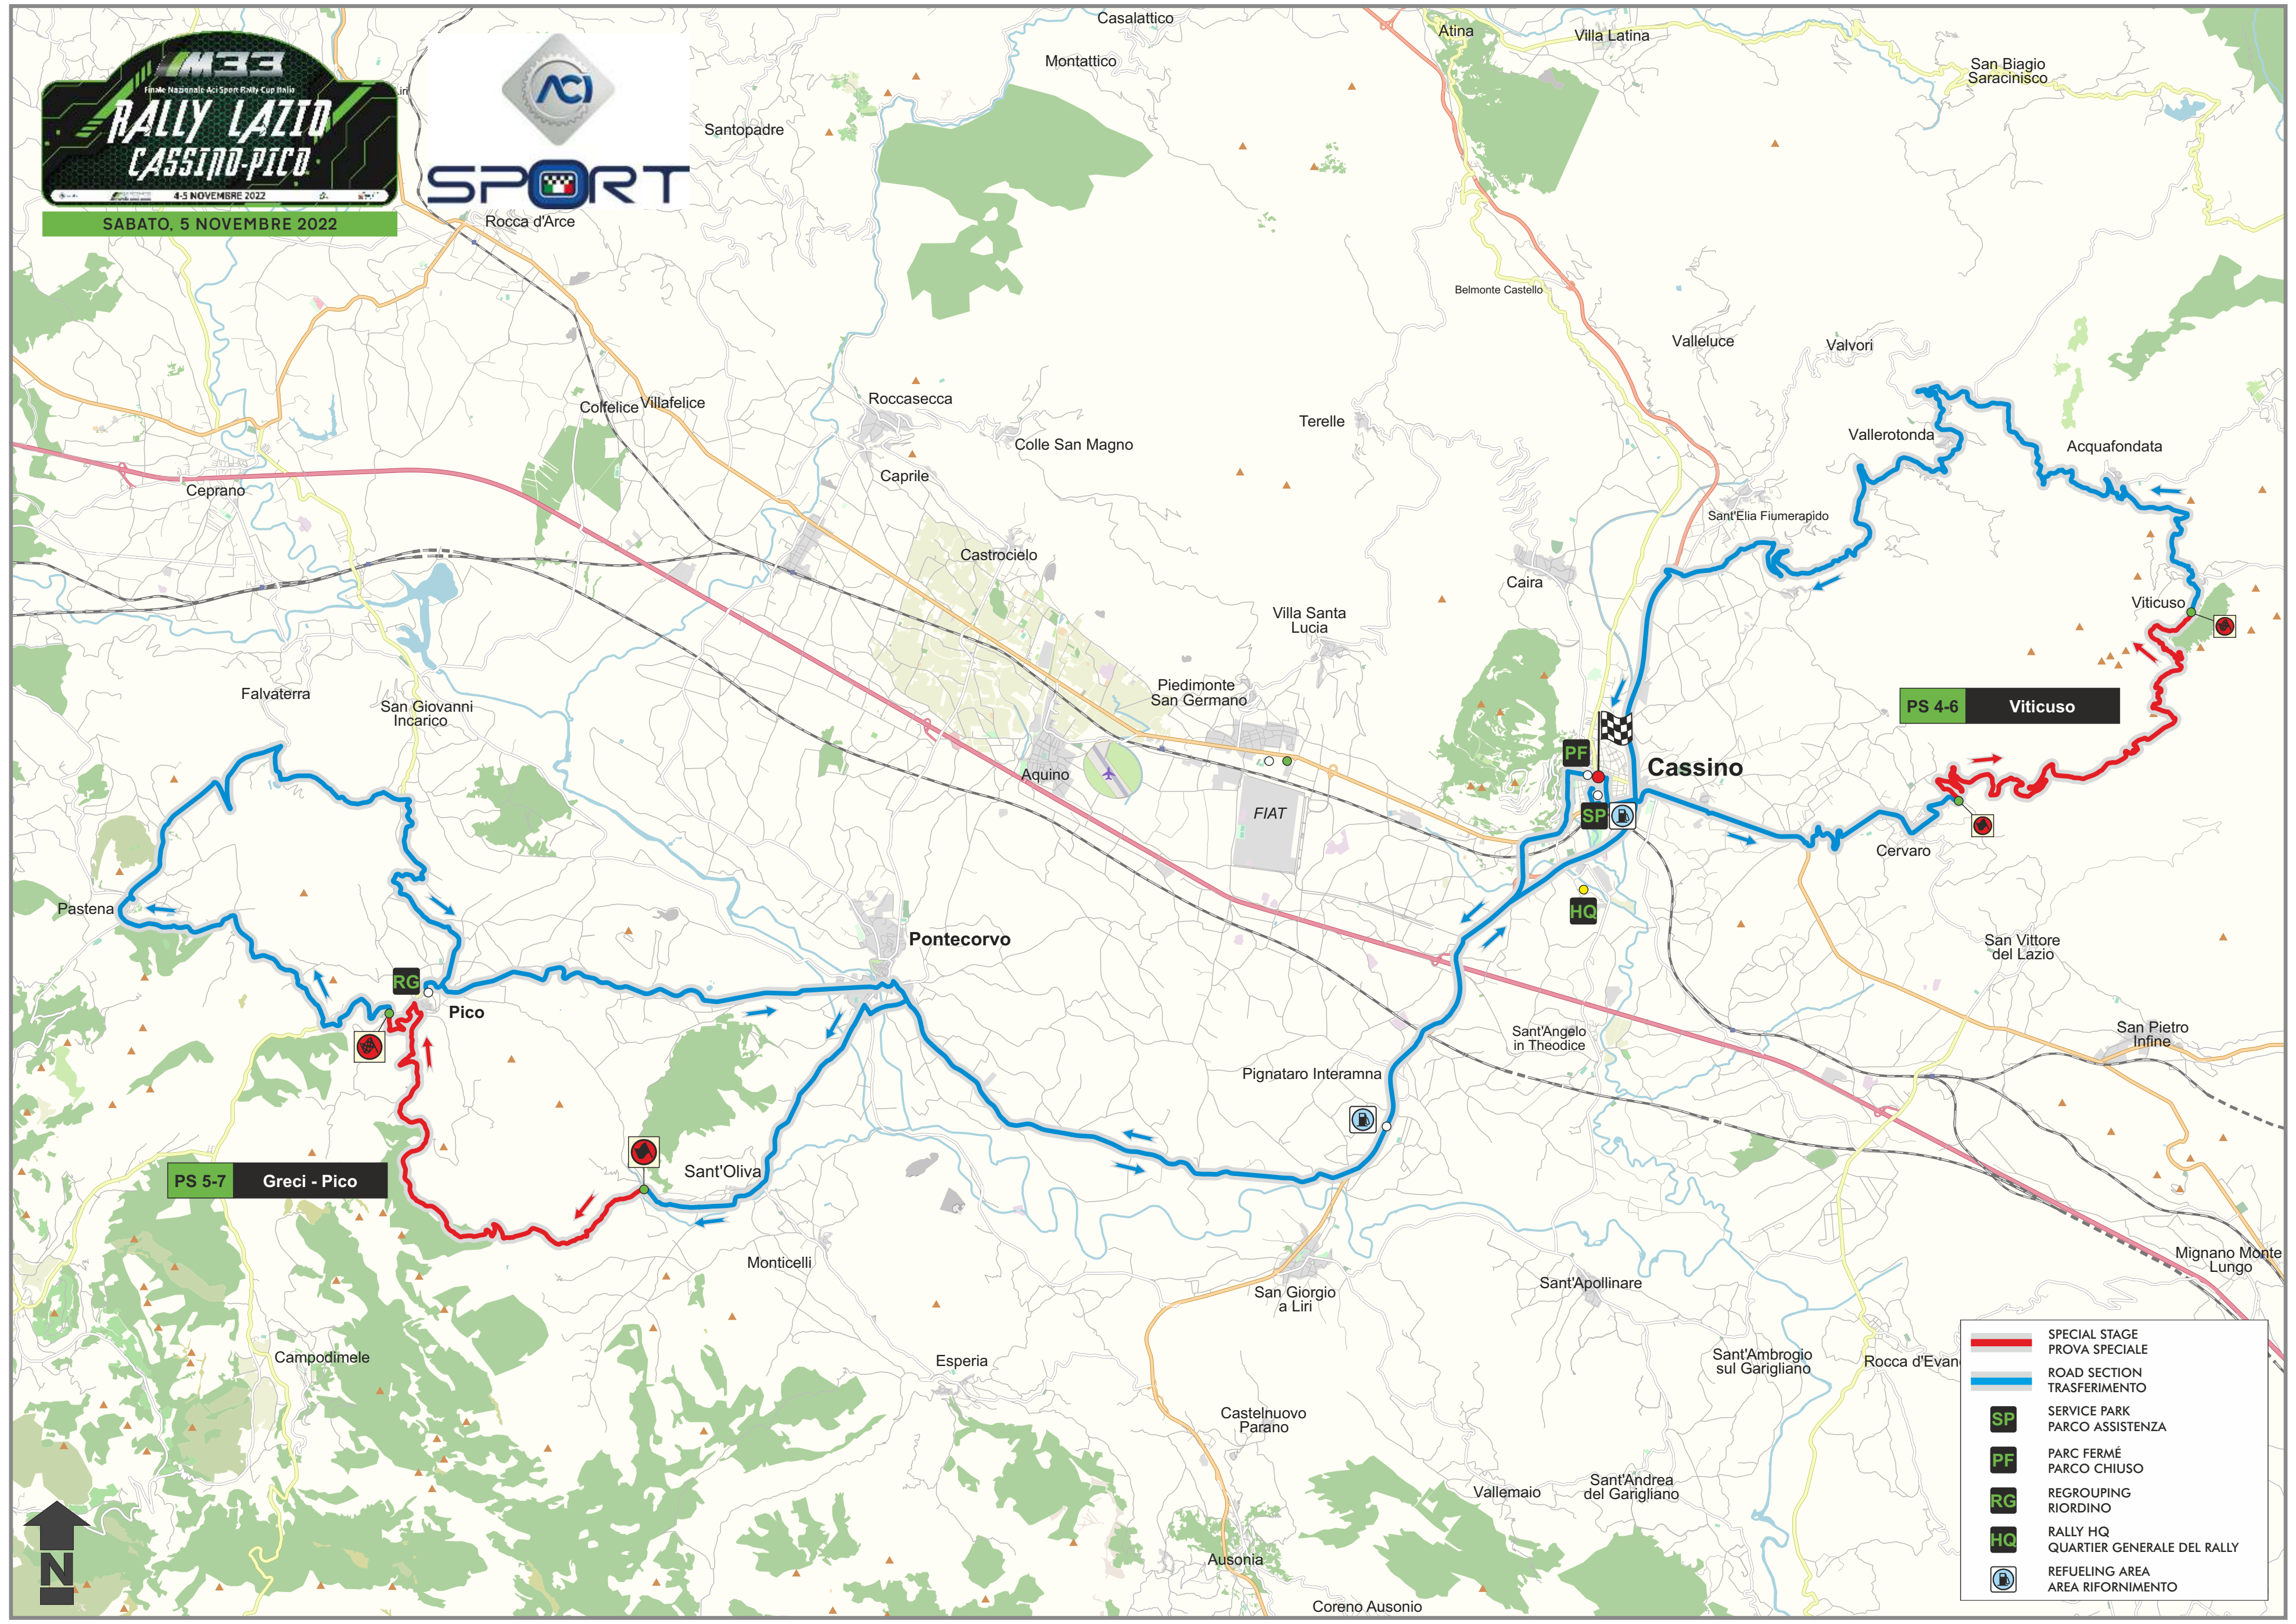 M33
Finale Nazionale Aci Sport Rally Cup Italia
RALLY LAZIO
CASSINO-PICO
4-5 NOVEMBRE 2022
SABATO, 5 NOVEMBRE 2022
ACI
SPORT
Casalattico
Montattico
Santopadre
Rocca d'Arce
Atina
Villa Latina
San Biagio
Saracinisco
Belmonte Castello
Valleluce
Valvori
Colfelice
Villafelice
Roccasecca
Colle San Magno
Caprile
Terelle
Vallerotonda
Acquafondata
Ceprano
Sant'Elia Fiumerapido
Castrocielo
Caira
Villa Santa
Lucia
Viticuso
Falvaterra
San Giovanni
Incarico
Piedimonte
San Germano
PS 4-6
Viticuso
PF
Cassino
Aquino
FIAT
SP
Cervaro
HQ
Pastena
Pontecorvo
San Vittore
del Lazio
RG
Pico
Sant'Angelo
in Theodice
San Pietro
Infine
Pignataro Interamna
PS 5-7
Greci - Pico
Sant'Oliva
Monticelli
San Giorgio
a Liri
Sant'Apollinare
Mignano Monte
Lungo
Campodimele
Esperia
Sant'Ambrogio
sul Garigliano
Rocca d'Evan
Castelnuovo
Parano
Vallemaio
Sant'Andrea
del Garigliano
Ausonia
Coreno Ausonio
N
SPECIAL STAGE
PROVA SPECIALE
ROAD SECTION
TRASFERIMENTO
SP
SERVICE PARK
PARCO ASSISTENZA
PF
PARC FERMÉ
PARCO CHIUSO
RG
REGROUPING
RIORDINO
HQ
RALLY HQ
QUARTIER GENERALE DEL RALLY
REFUELING AREA
AREA RIFORNIMENTO